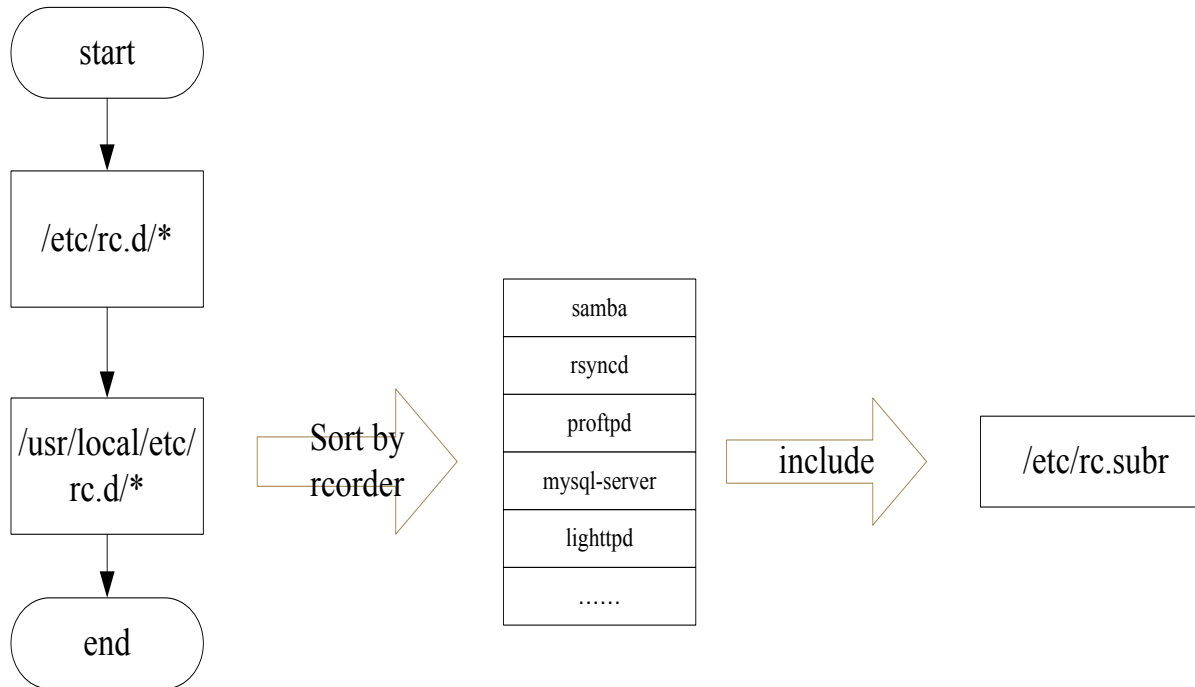 start
/etc/rc.d/*
/usr/local/etc/
rc.d/*
end
Sort by
rcorder
samba
rsyncd
proftpd
mysql-server
lighttpd
……
include
/etc/rc.subr